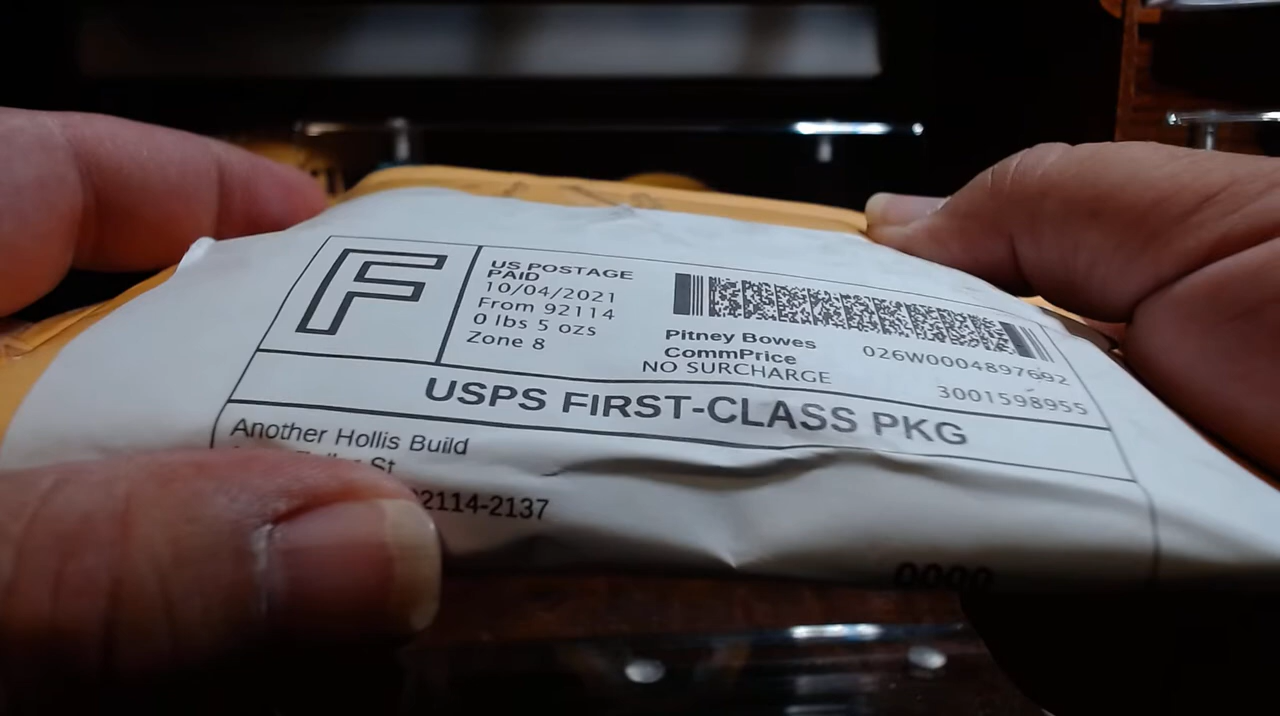 F
US POSTAGE
PAID
10/04/2021
From 92114
0 lbs 5 ozs
Zone 8
Pitney Bowes
CommPrice
NO SURCHARGE
026W0004897692
3001598955
USPS FIRST-CLASS PKG
Another Hollis Build
St
2114-2137